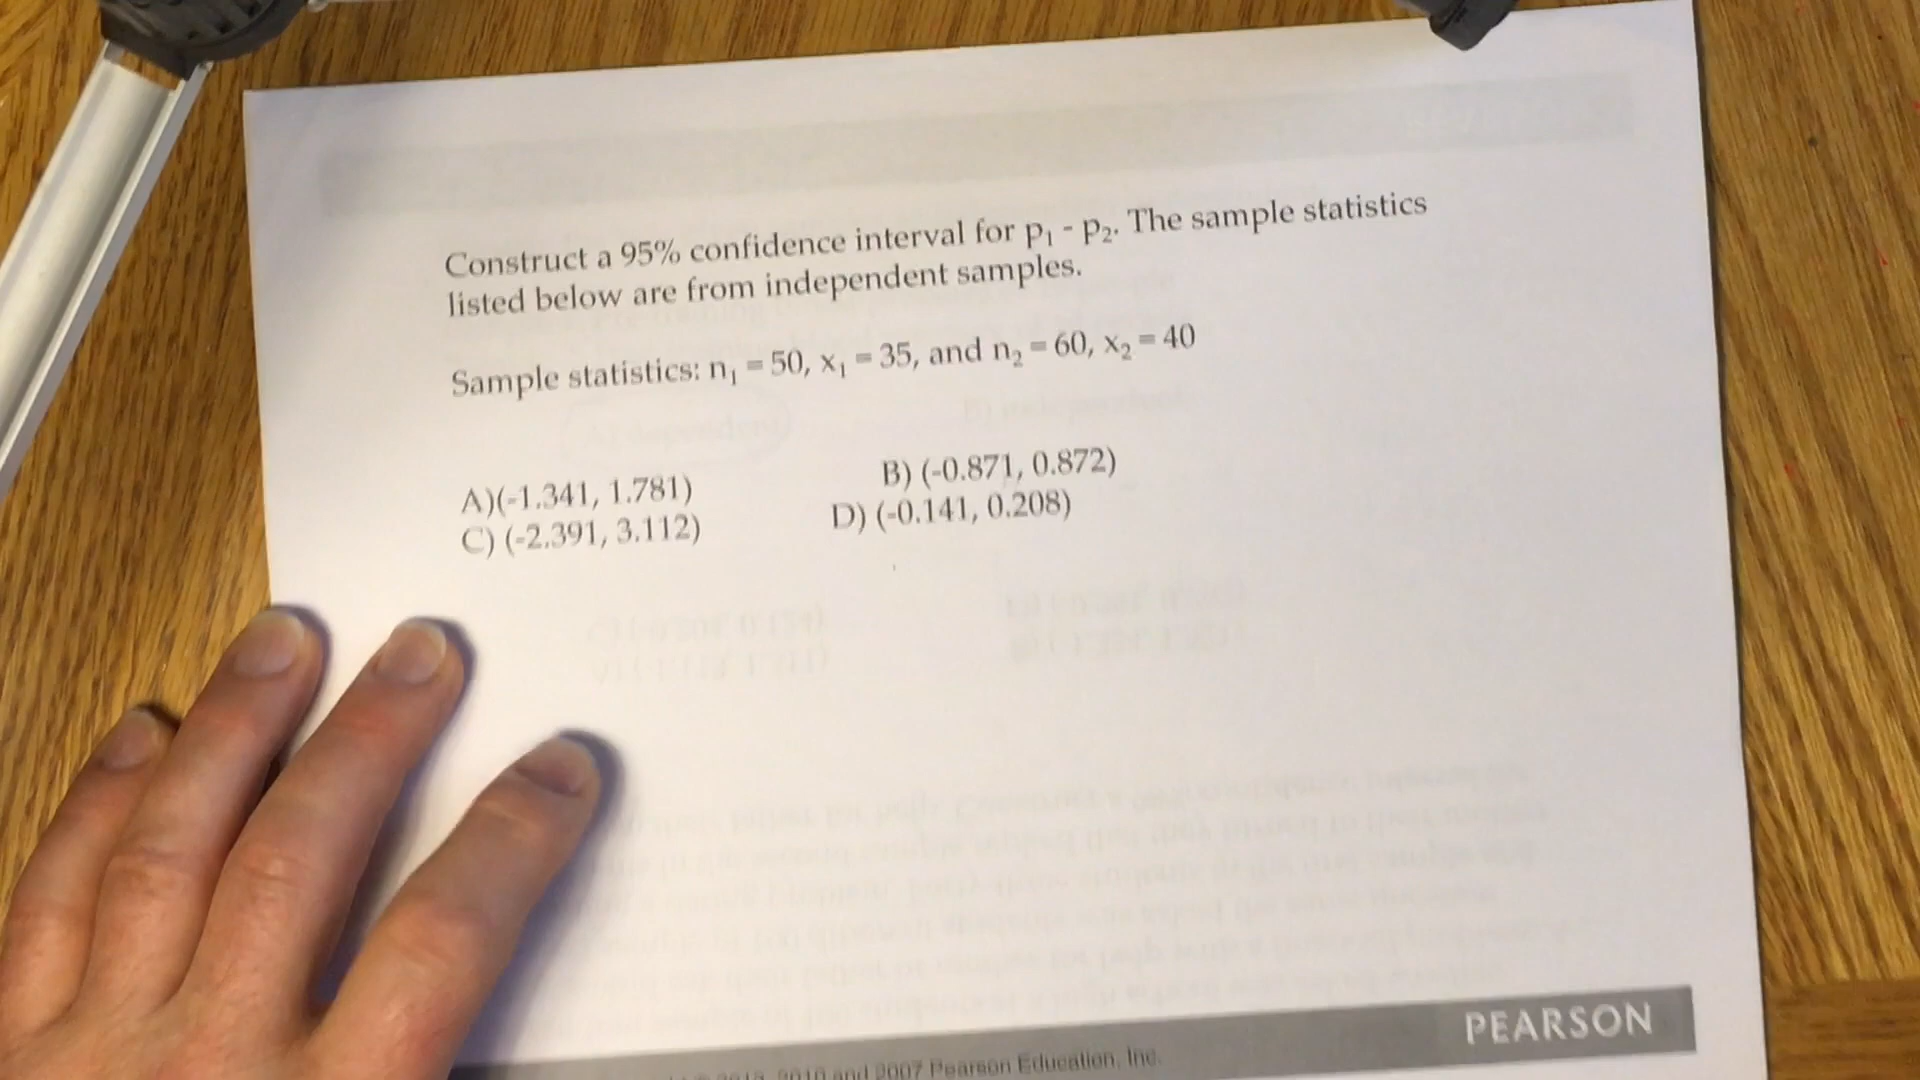 Construct a 95% confidence interval for p₁ - p₂. The sample statistics
listed below are from independent samples.
Sample statistics: n₁ = 50, x₁ = 35, and n₂ = 60, x₂ = 40
A)(-1.341, 1.781) B) (-0.871, 0.872)
C) (-2.391, 3.112) D) (-0.141, 0.208)
PEARSON
2010 and 2007 Pearson Education, Inc.